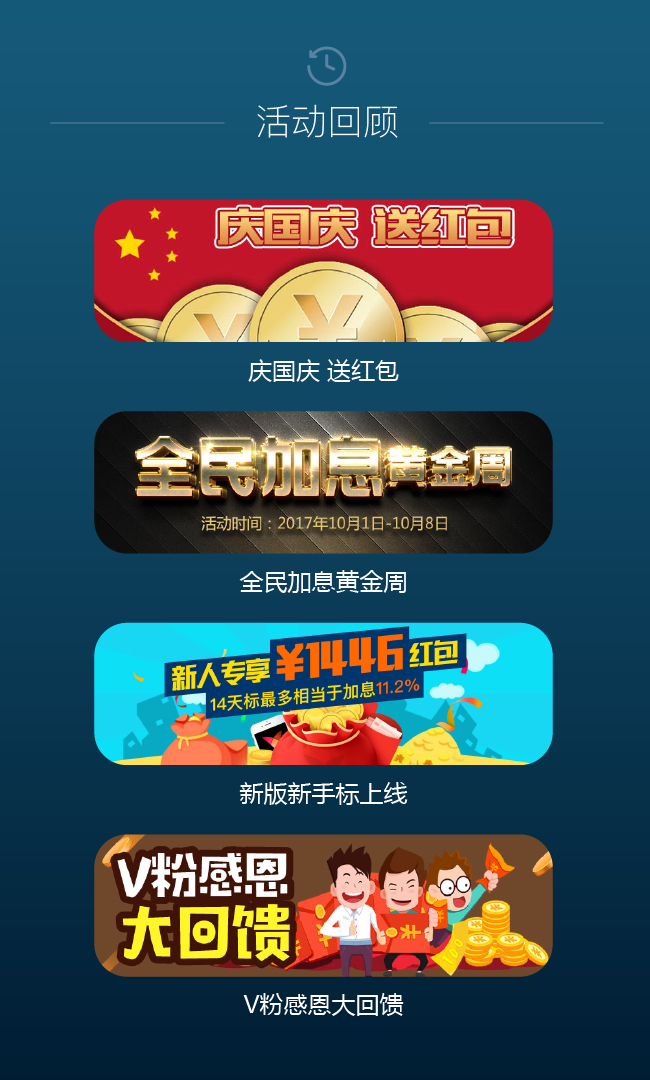 活动回顾
庆国庆 送红包
庆国庆 送红包
全民加息黄金周
活动时间：2017年10月1日-10月8日
全民加息黄金周
新人专享¥1446红包
14天标最多相当于加息11.2%
新版新手标上线
V粉感恩
大回馈
V粉感恩大回馈